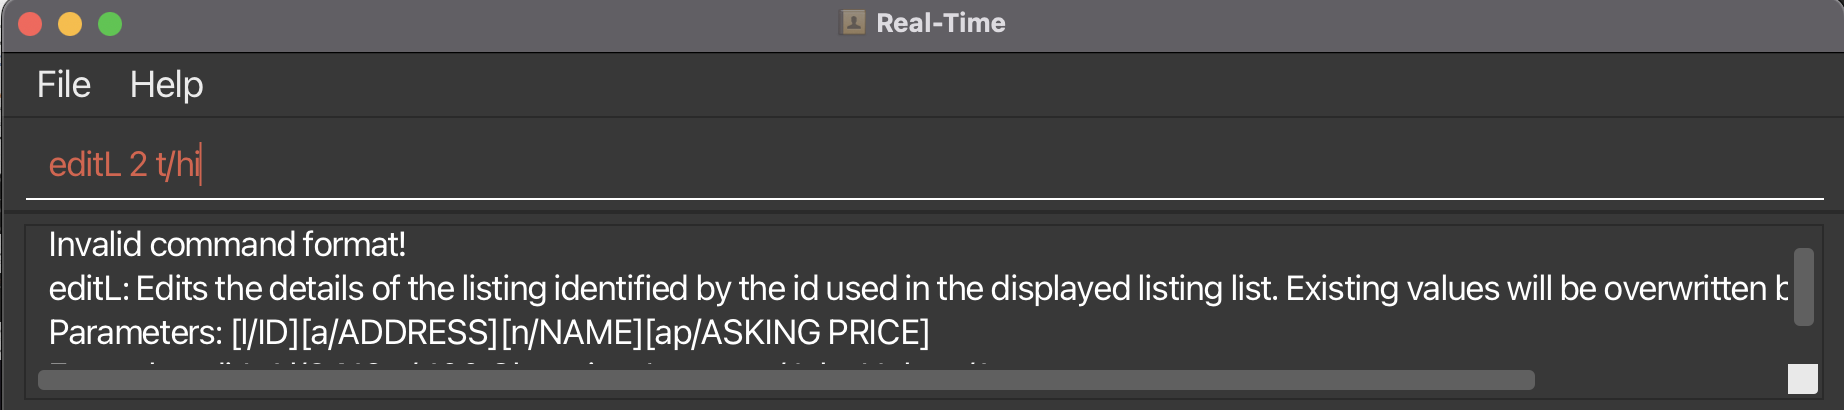 Real-Time
File Help
editL 2 t/hi
Invalid command format!
editL: Edits the details of the listing identified by the id used in the displayed listing list. Existing values will be overwritten b
Parameters: [l/ID][a/ADDRESS][n/NAME][ap/ASKING PRICE]